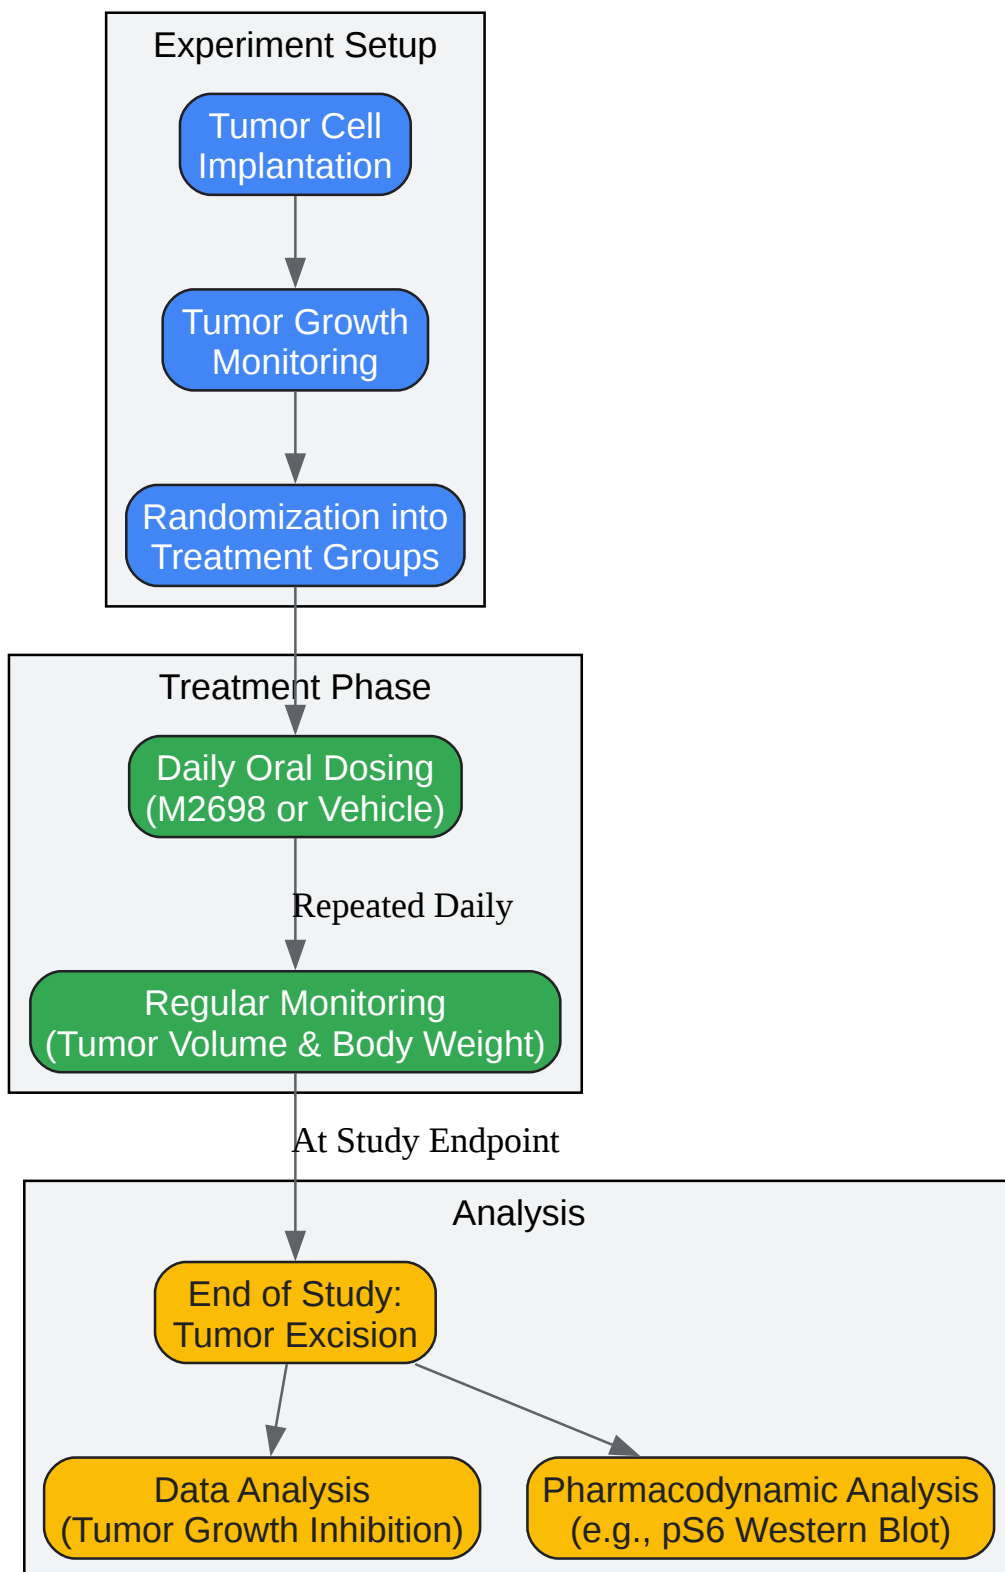 Experiment Setup
Tumor Cell
Implantation
Tumor Growth
Monitoring
Randomization into
Treatment Groups
Treatment Phase
Daily Oral Dosing
(M2698 or Vehicle)
Repeated Daily
Regular Monitoring
(Tumor Volume & Body Weight)
At Study Endpoint
Analysis
End of Study:
Tumor Excision
Data Analysis
(Tumor Growth Inhibition)
Pharmacodynamic Analysis
(e.g., pS6 Western Blot)